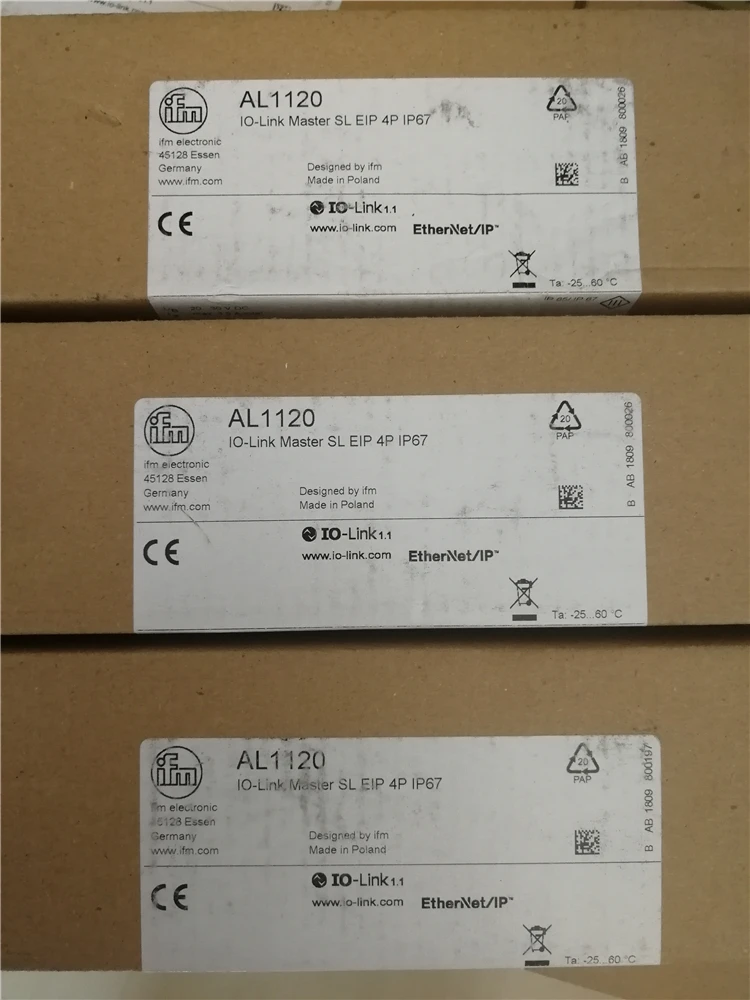 ifm
AL1120
IO-Link Master SL EIP 4P IP67
ifm electronic
45128 Essen
Germany
www.ifm.com
Designed by ifm
Made in Poland
20
PAP
B AB 1809 800026
CE
IO-Link 1.1
www.io-link.com
EtherNet/IP™
Ta: -25...60 °C
ifm
AL1120
IO-Link Master SL EIP 4P IP67
ifm electronic
45128 Essen
Germany
www.ifm.com
Designed by ifm
Made in Poland
20
PAP
B AB 1809 800026
CE
IO-Link 1.1
www.io-link.com
EtherNet/IP™
Ta: -25...60 °C
ifm
AL1120
IO-Link Master SL EIP 4P IP67
ifm electronic
45128 Essen
Germany
www.ifm.com
Designed by ifm
Made in Poland
20
PAP
B AB 1809 800197
CE
IO-Link 1.1
www.io-link.com
EtherNet/IP™
Ta: -25...60 °C